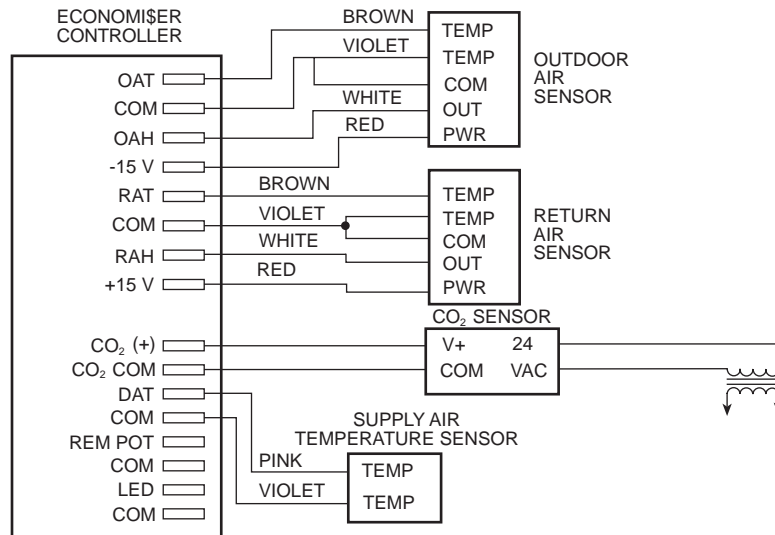 ECONOMI$ER
CONTROLLER
OAT
COM
OAH
-15 V
RAT
COM
RAH
+15 V
CO₂ (+)
CO₂ COM
DAT
COM
REM POT
COM
LED
COM
BROWN
VIOLET
WHITE
RED
TEMP
TEMP
COM
OUT
PWR
OUTDOOR
AIR
SENSOR
BROWN
VIOLET
WHITE
RED
TEMP
TEMP
COM
OUT
PWR
RETURN
AIR
SENSOR
CO₂ SENSOR
V+ 24
COM VAC
SUPPLY AIR
TEMPERATURE SENSOR
PINK
VIOLET
TEMP
TEMP